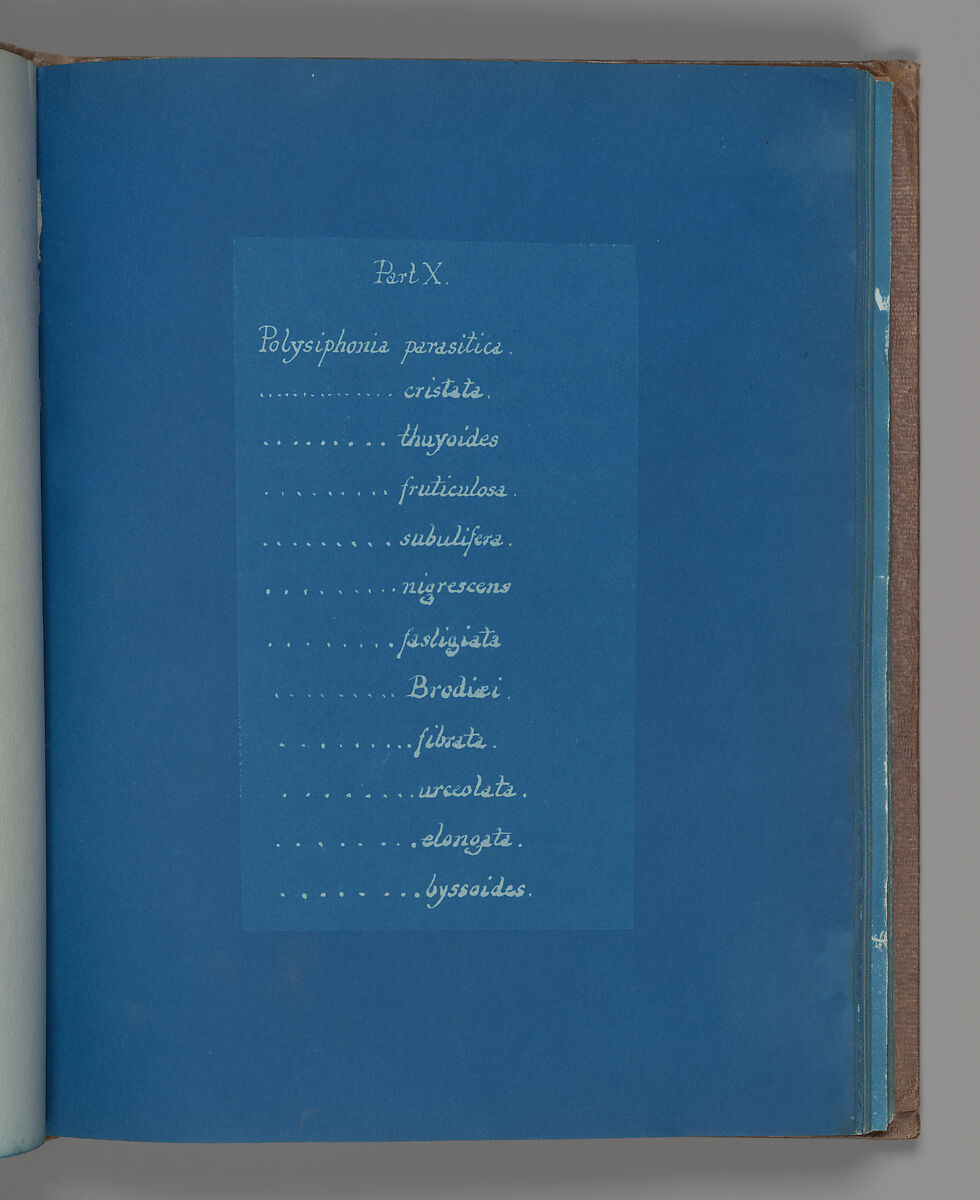 Part X.
Polysiphonia parasitica.
.............. cristata.
......... thuyoides
......... fruticulosa.
......... subulifera.
......... nigrescens
........ fastigiata
......... Brodiæi.
........ fibrata.
........ urceolata.
........ elongata.
........ byssoides.